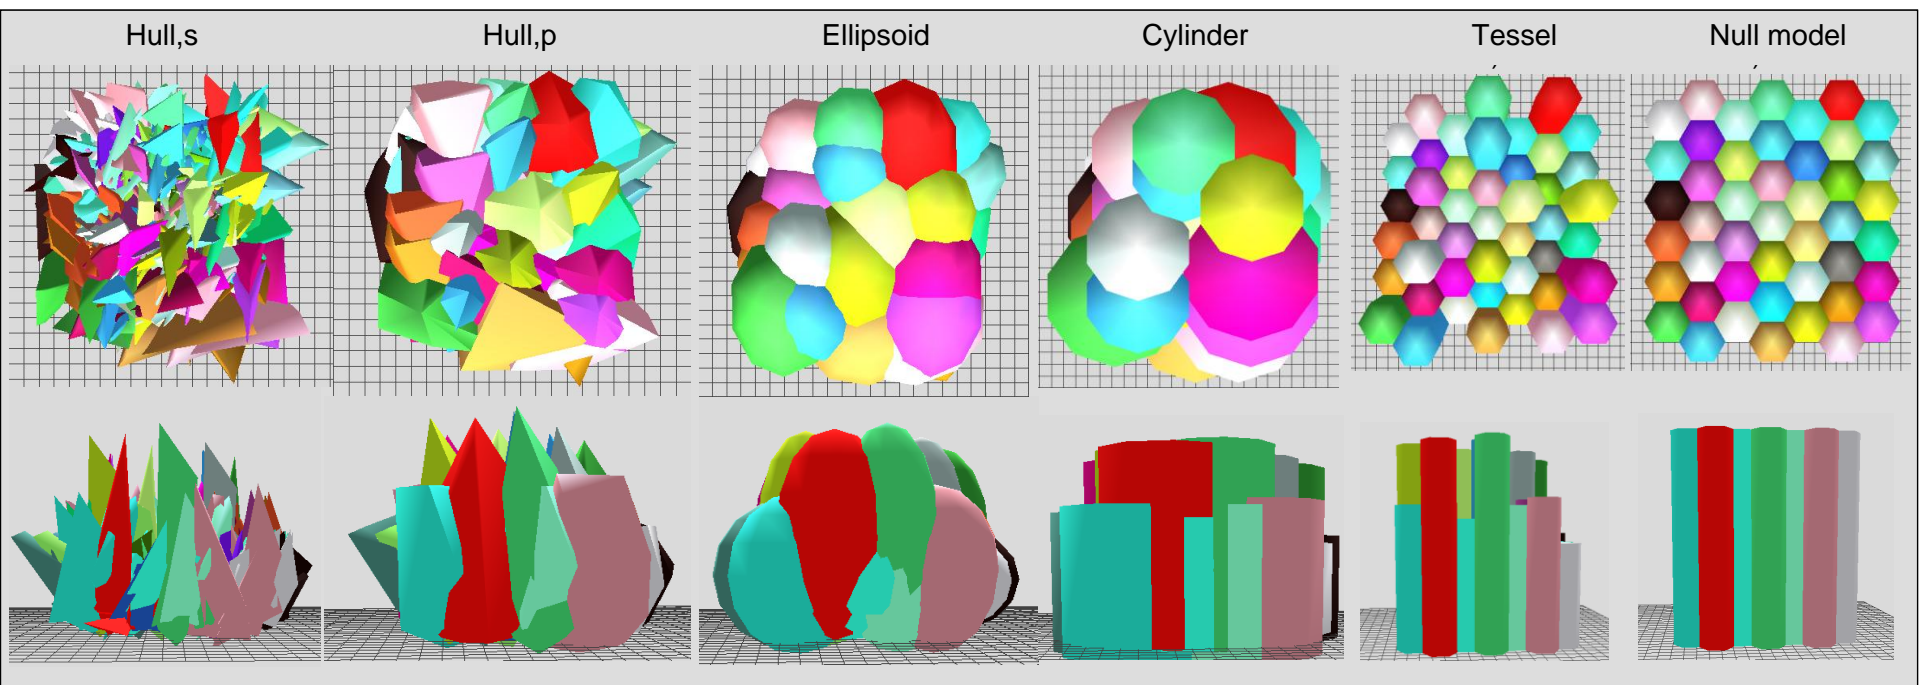 Hull,s
Hull,p
Ellipsoid
Cylinder
Tessel
Null model